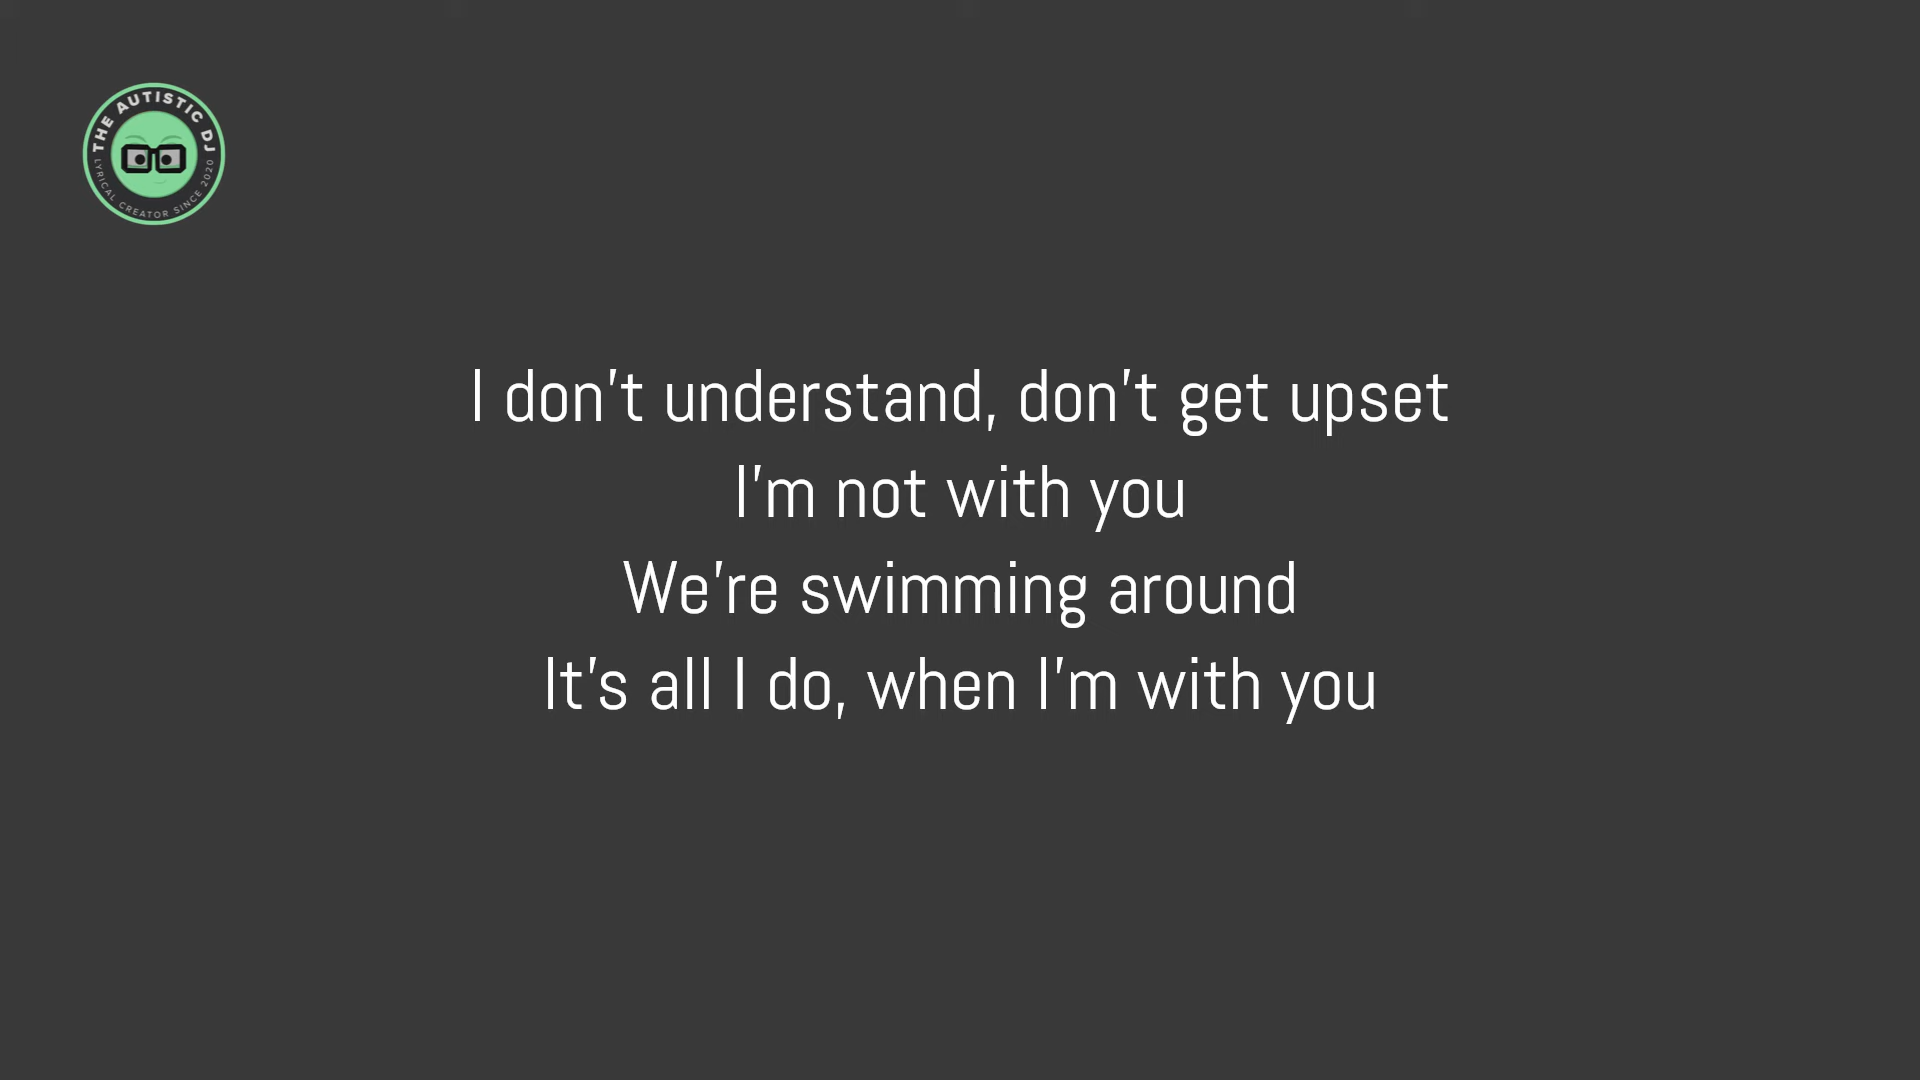 THE AUTISTIC DJ
LYRICAL CREATOR SINCE 2020
I don't understand, don't get upset
I'm not with you
We're swimming around
It's all I do, when I'm with you